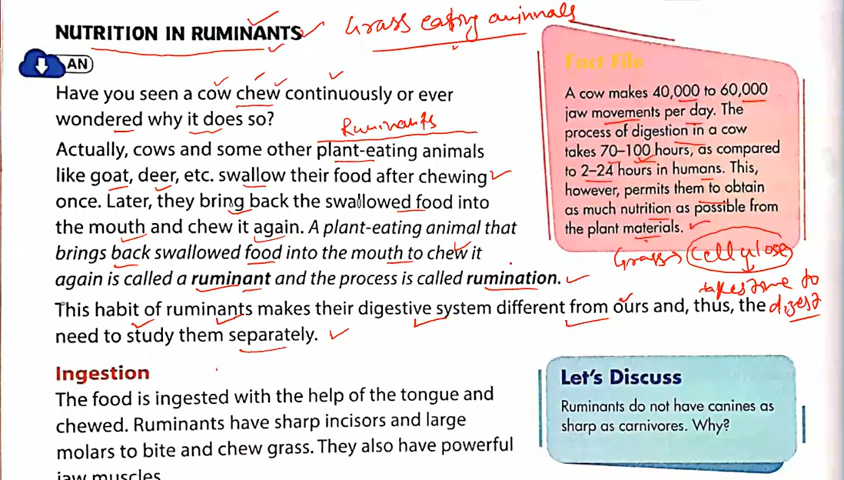 NUTRITION IN RUMINANTS
Grass eating animals
AN
Have you seen a cow chew continuously or ever
wondered why it does so?
Ruminants
Actually, cows and some other plant-eating animals
like goat, deer, etc. swallow their food after chewing
once. Later, they bring back the swallowed food into
the mouth and chew it again. A plant-eating animal that
brings back swallowed food into the mouth to chew it
again is called a ruminant and the process is called rumination.
This habit of ruminants makes their digestive system different from ours and, thus, the
need to study them separately.
Fact File
A cow makes 40,000 to 60,000
jaw movements per day. The
process of digestion in a cow
takes 70–100 hours, as compared
to 2–24 hours in humans. This,
however, permits them to obtain
as much nutrition as possible from
the plant materials.
Grass → cellulose
takes time to
digest
Ingestion
The food is ingested with the help of the tongue and
chewed. Ruminants have sharp incisors and large
molars to bite and chew grass. They also have powerful
jaw muscles.
Let's Discuss
Ruminants do not have canines as
sharp as carnivores. Why?